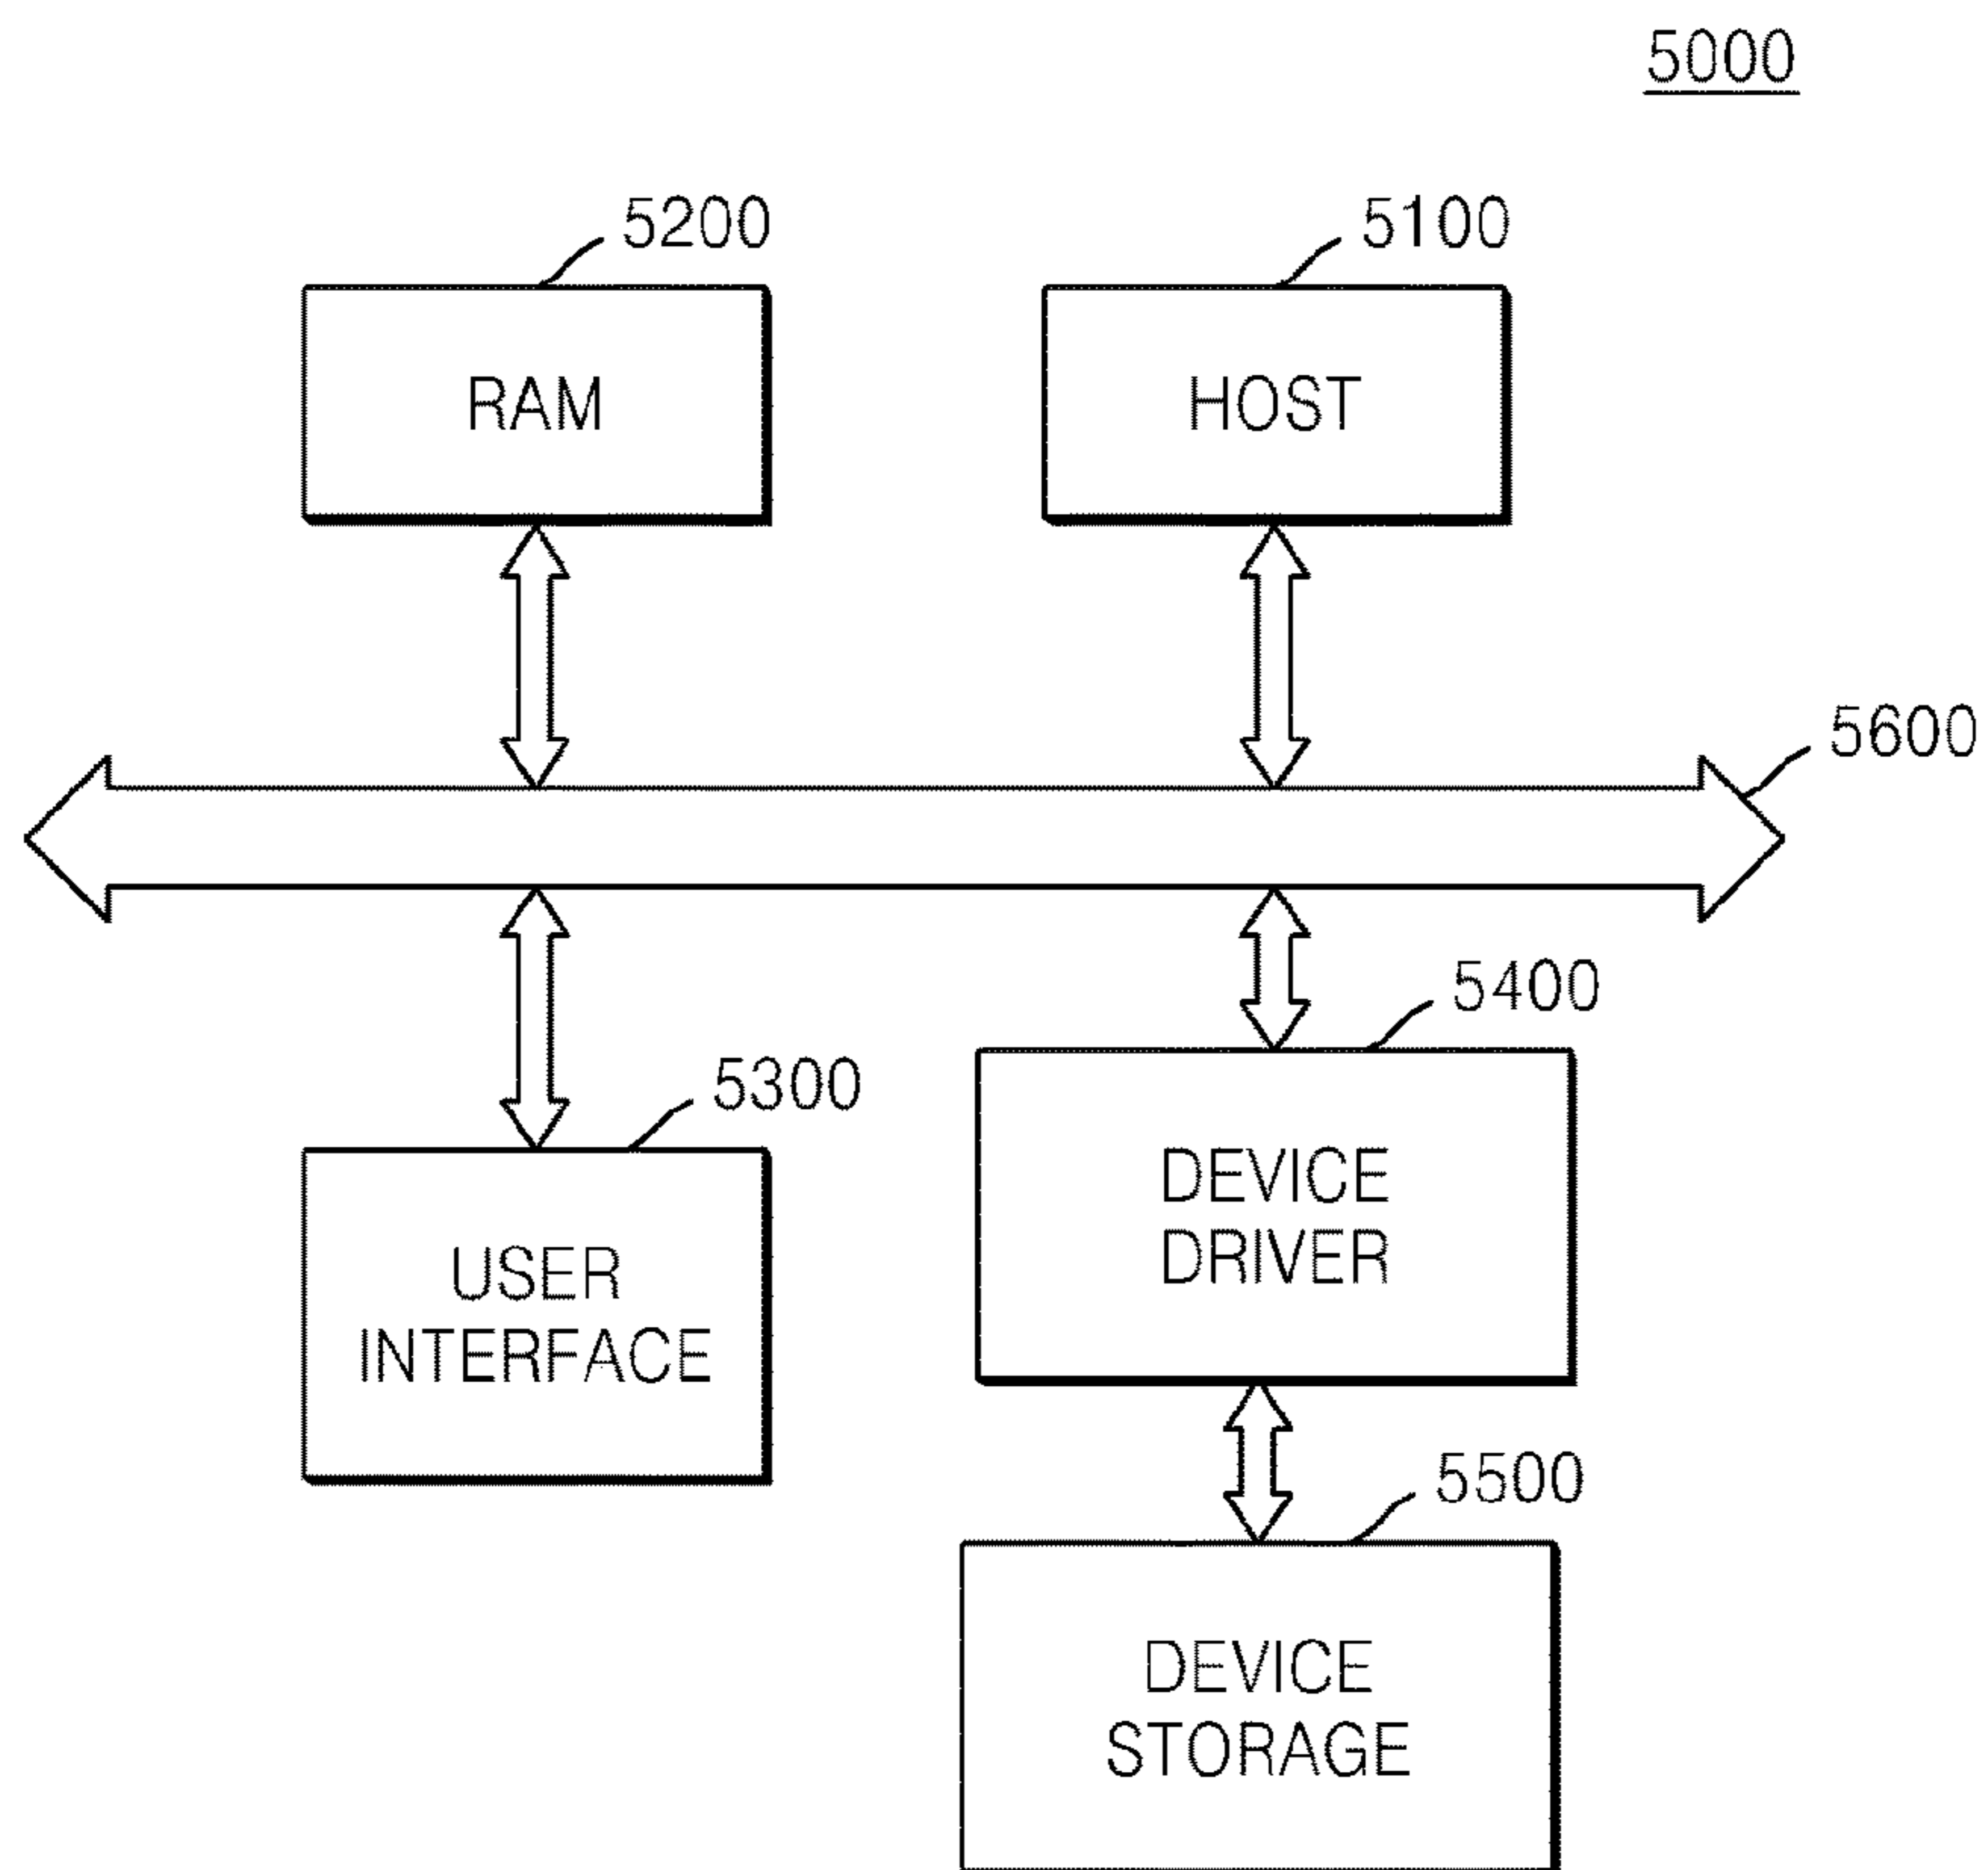 5000
5200
5100
RAM
HOST
5600
5400
5300
DEVICE
DRIVER
USER
INTERFACE
5500
DEVICE
STORAGE